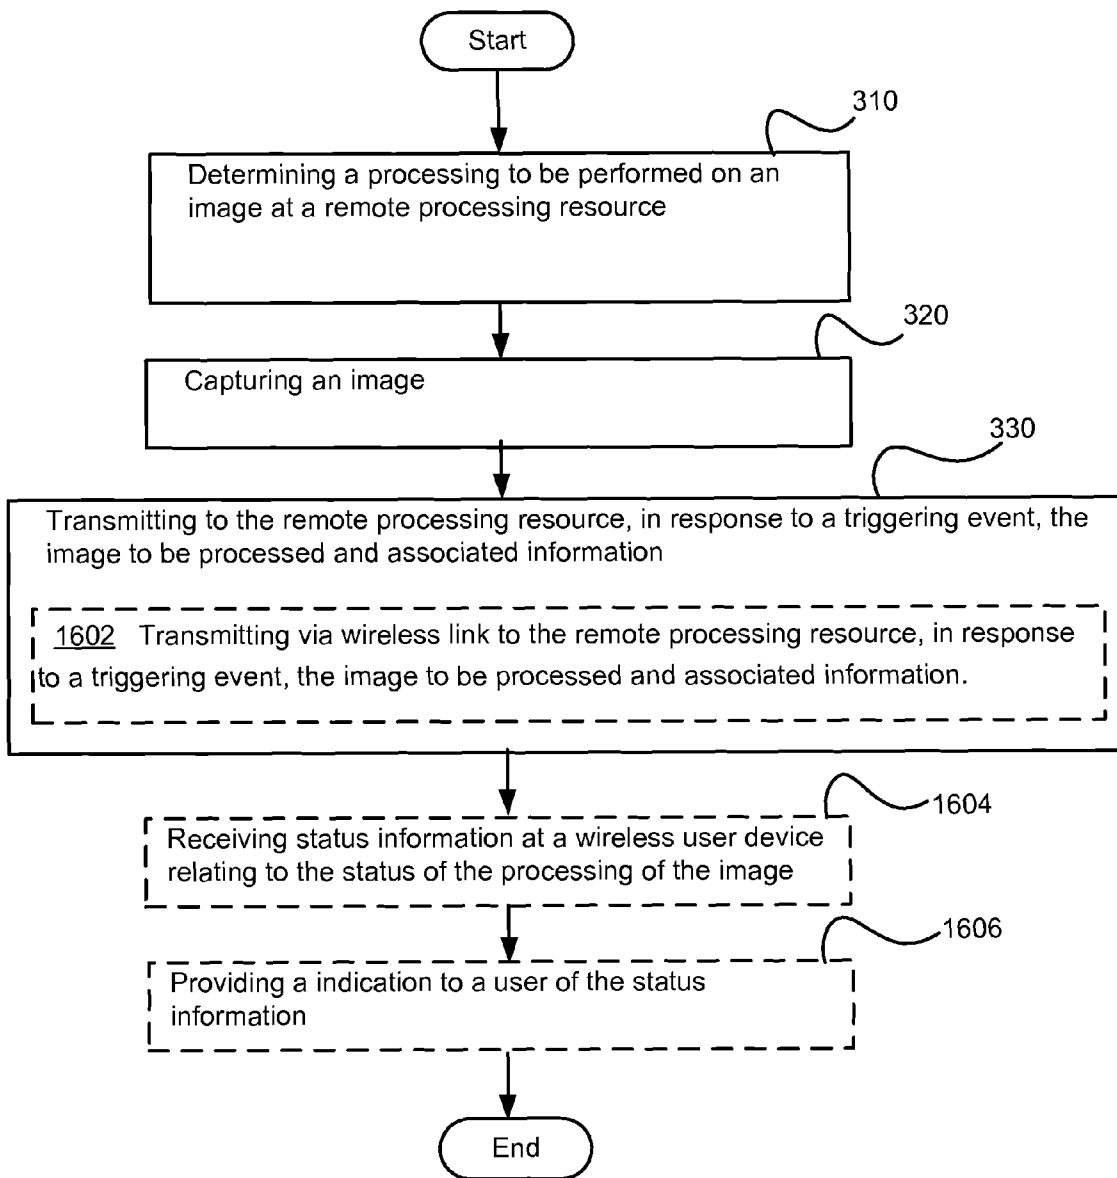 Start
310
Determining a processing to be performed on an
image at a remote processing resource
320
Capturing an image
330
Transmitting to the remote processing resource, in response to a triggering event, the
image to be processed and associated information
1602 Transmitting via wireless link to the remote processing resource, in response
to a triggering event, the image to be processed and associated information.
1604
Receiving status information at a wireless user device
relating to the status of the processing of the image
1606
Providing a indication to a user of the status
information
End